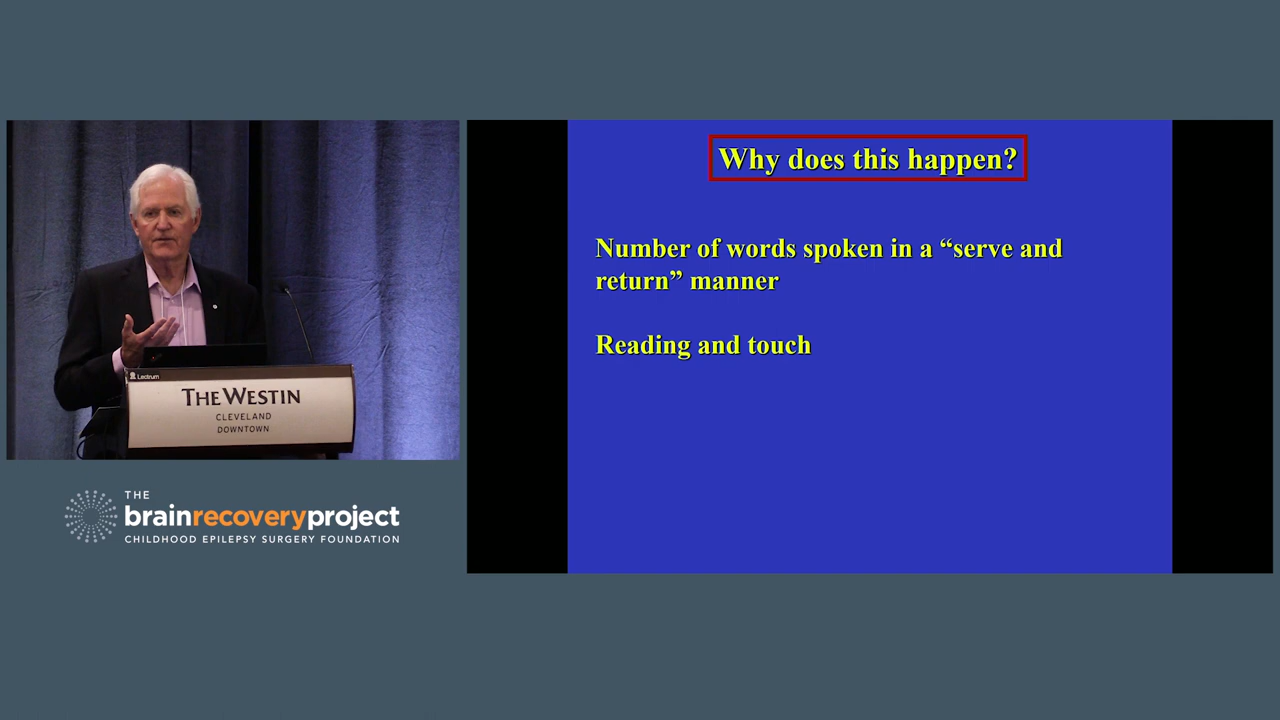 Why does this happen?
Number of words spoken in a “serve and
return” manner
Reading and touch
Lectrum
THE WESTIN
CLEVELAND
DOWNTOWN
THE
brainrecoveryproject
CHILDHOOD EPILEPSY SURGERY FOUNDATION